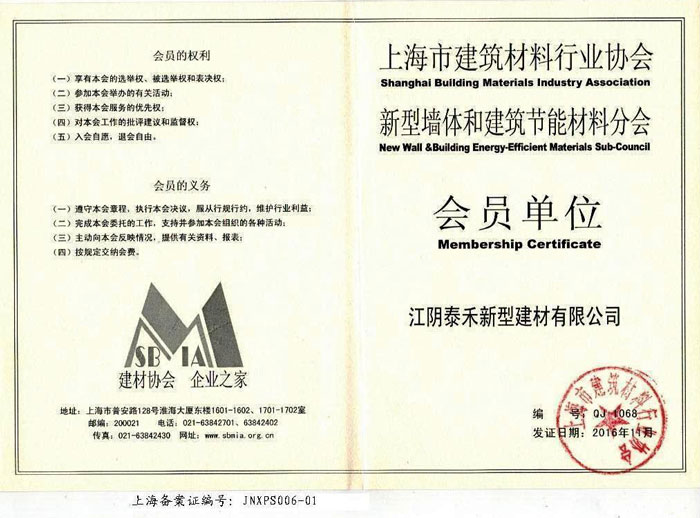 会员的权利
(一) 享有本会的选举权、被选举权和表决权;
(二) 参加本会举办的有关活动;
(三) 获得本会服务的优先权;
(四) 对本会工作的批评建议和监督权;
(五) 入会自愿、退会自由。
会员的义务
(一) 遵守本会章程, 执行本会决议, 服从行规行约, 维护行业利益;
(二) 完成本会委托的工作, 支持并参加本会组织的各种活动;
(三) 主动向本会反映情况, 提供有关资料、报表;
(四) 按规定交纳会费。
SBMIA
建材协会 企业之家
地址: 上海市普安路128号淮海大厦东楼1601-1602、1701-1702室
邮编: 200021 电话: 021-63842701、63842402
传真: 021-63842430 网址: www.sbmia.org.cn
上海市建筑材料行业协会
Shanghai Building Materials Industry Association
新型墙体和建筑节能材料分会
New Wall &Building Energy-Efficient Materials Sub-Council
会员单位
Membership Certificate
江阴泰禾新型建材有限公司
上海市建筑材料行业协会
编 号: QJ-1068
发证日期: 2016年11月
上海备案证编号: JNXPS006-01